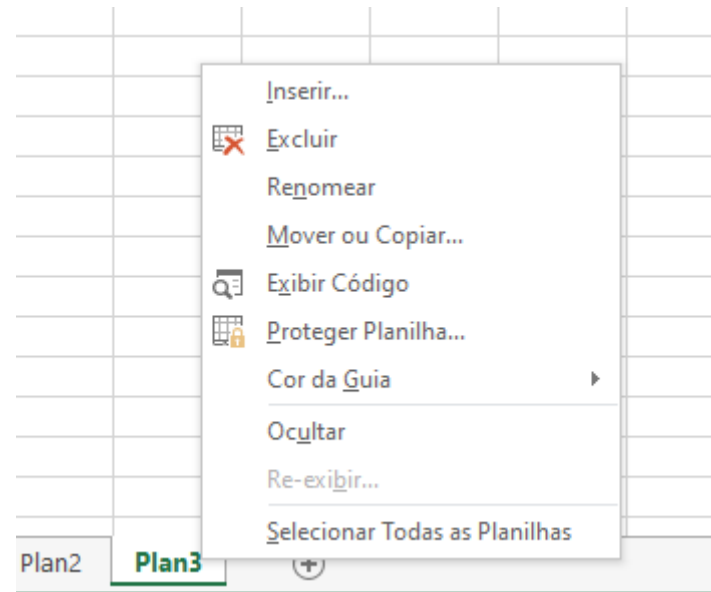 Inserir...
Excluir
Renomear
Mover ou Copiar...
Exibir Código
Proteger Planilha...
Cor da Guia
Ocultar
Re-exibir...
Selecionar Todas as Planilhas
Plan2 Plan3